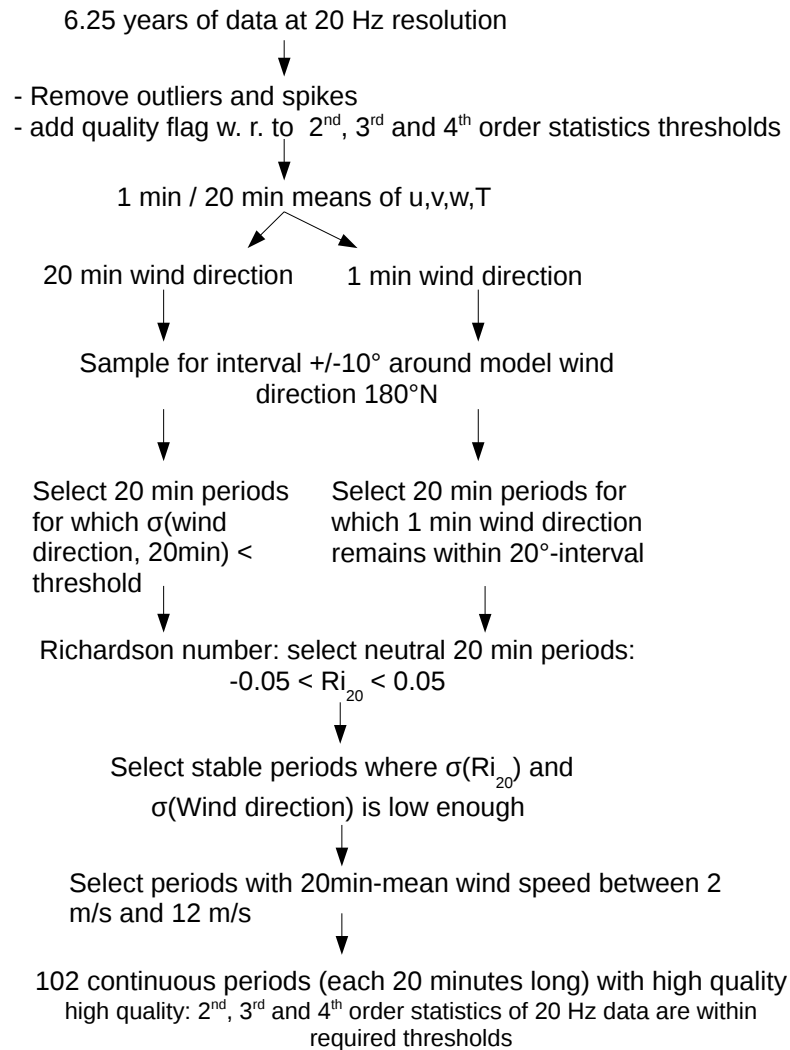 6.25 years of data at 20 Hz resolution
- Remove outliers and spikes
- add quality flag w. r. to 2nd, 3rd and 4th order statistics thresholds
1 min / 20 min means of u,v,w,T
20 min wind direction
1 min wind direction
Sample for interval +/-10° around model wind
direction 180°N
Select 20 min periods
for which σ(wind
direction, 20min) <
threshold
Select 20 min periods for
which 1 min wind direction
remains within 20°-interval
Richardson number: select neutral 20 min periods:
-0.05 < Ri20 < 0.05
Select stable periods where σ(Ri20) and
σ(Wind direction) is low enough
Select periods with 20min-mean wind speed between 2
m/s and 12 m/s
102 continuous periods (each 20 minutes long) with high quality
high quality: 2nd, 3rd and 4th order statistics of 20 Hz data are within
required thresholds